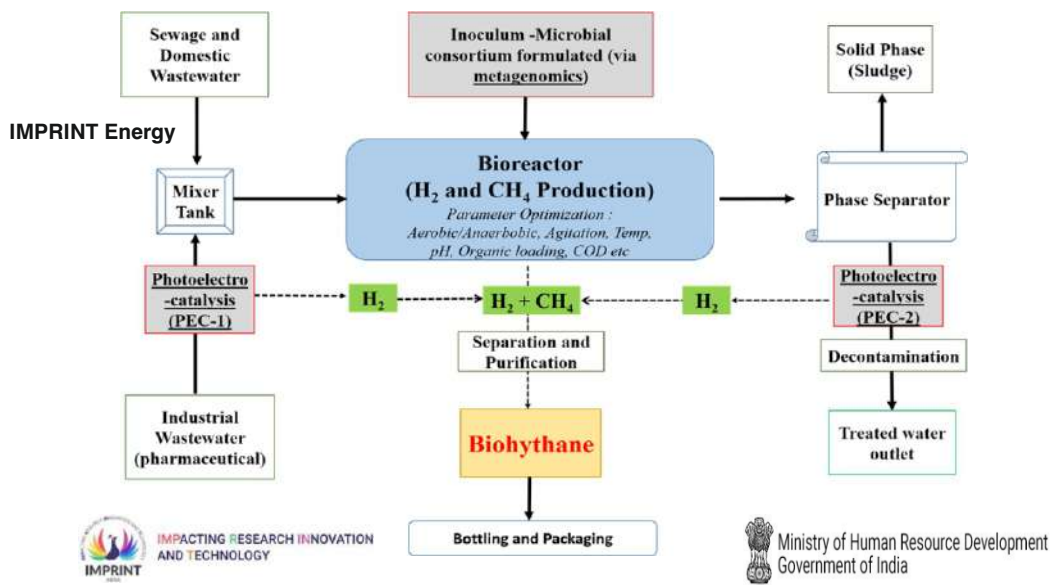 Sewage and
Domestic
Wastewater
Inoculum -Microbial
consortium formulated (via
metagenomics)
Solid Phase
(Sludge)
IMPRINT Energy
Mixer
Tank
Bioreactor
(H₂ and CH₄ Production)
Parameter Optimization :
Aerobic/Anaerbobic, Agitation, Temp,
pH, Organic loading, COD etc
Phase Separator
Photoelectro
-catalysis
(PEC-1)
H₂
H₂ + CH₄
H₂
Photoelectro
-catalysis
(PEC-2)
Separation and
Purification
Decontamination
Industrial
Wastewater
(pharmaceutical)
Biohythane
Treated water
outlet
Bottling and Packaging
IMPRINT
IMPACTING RESEARCH INNOVATION
AND TECHNOLOGY
Ministry of Human Resource Development
Government of India